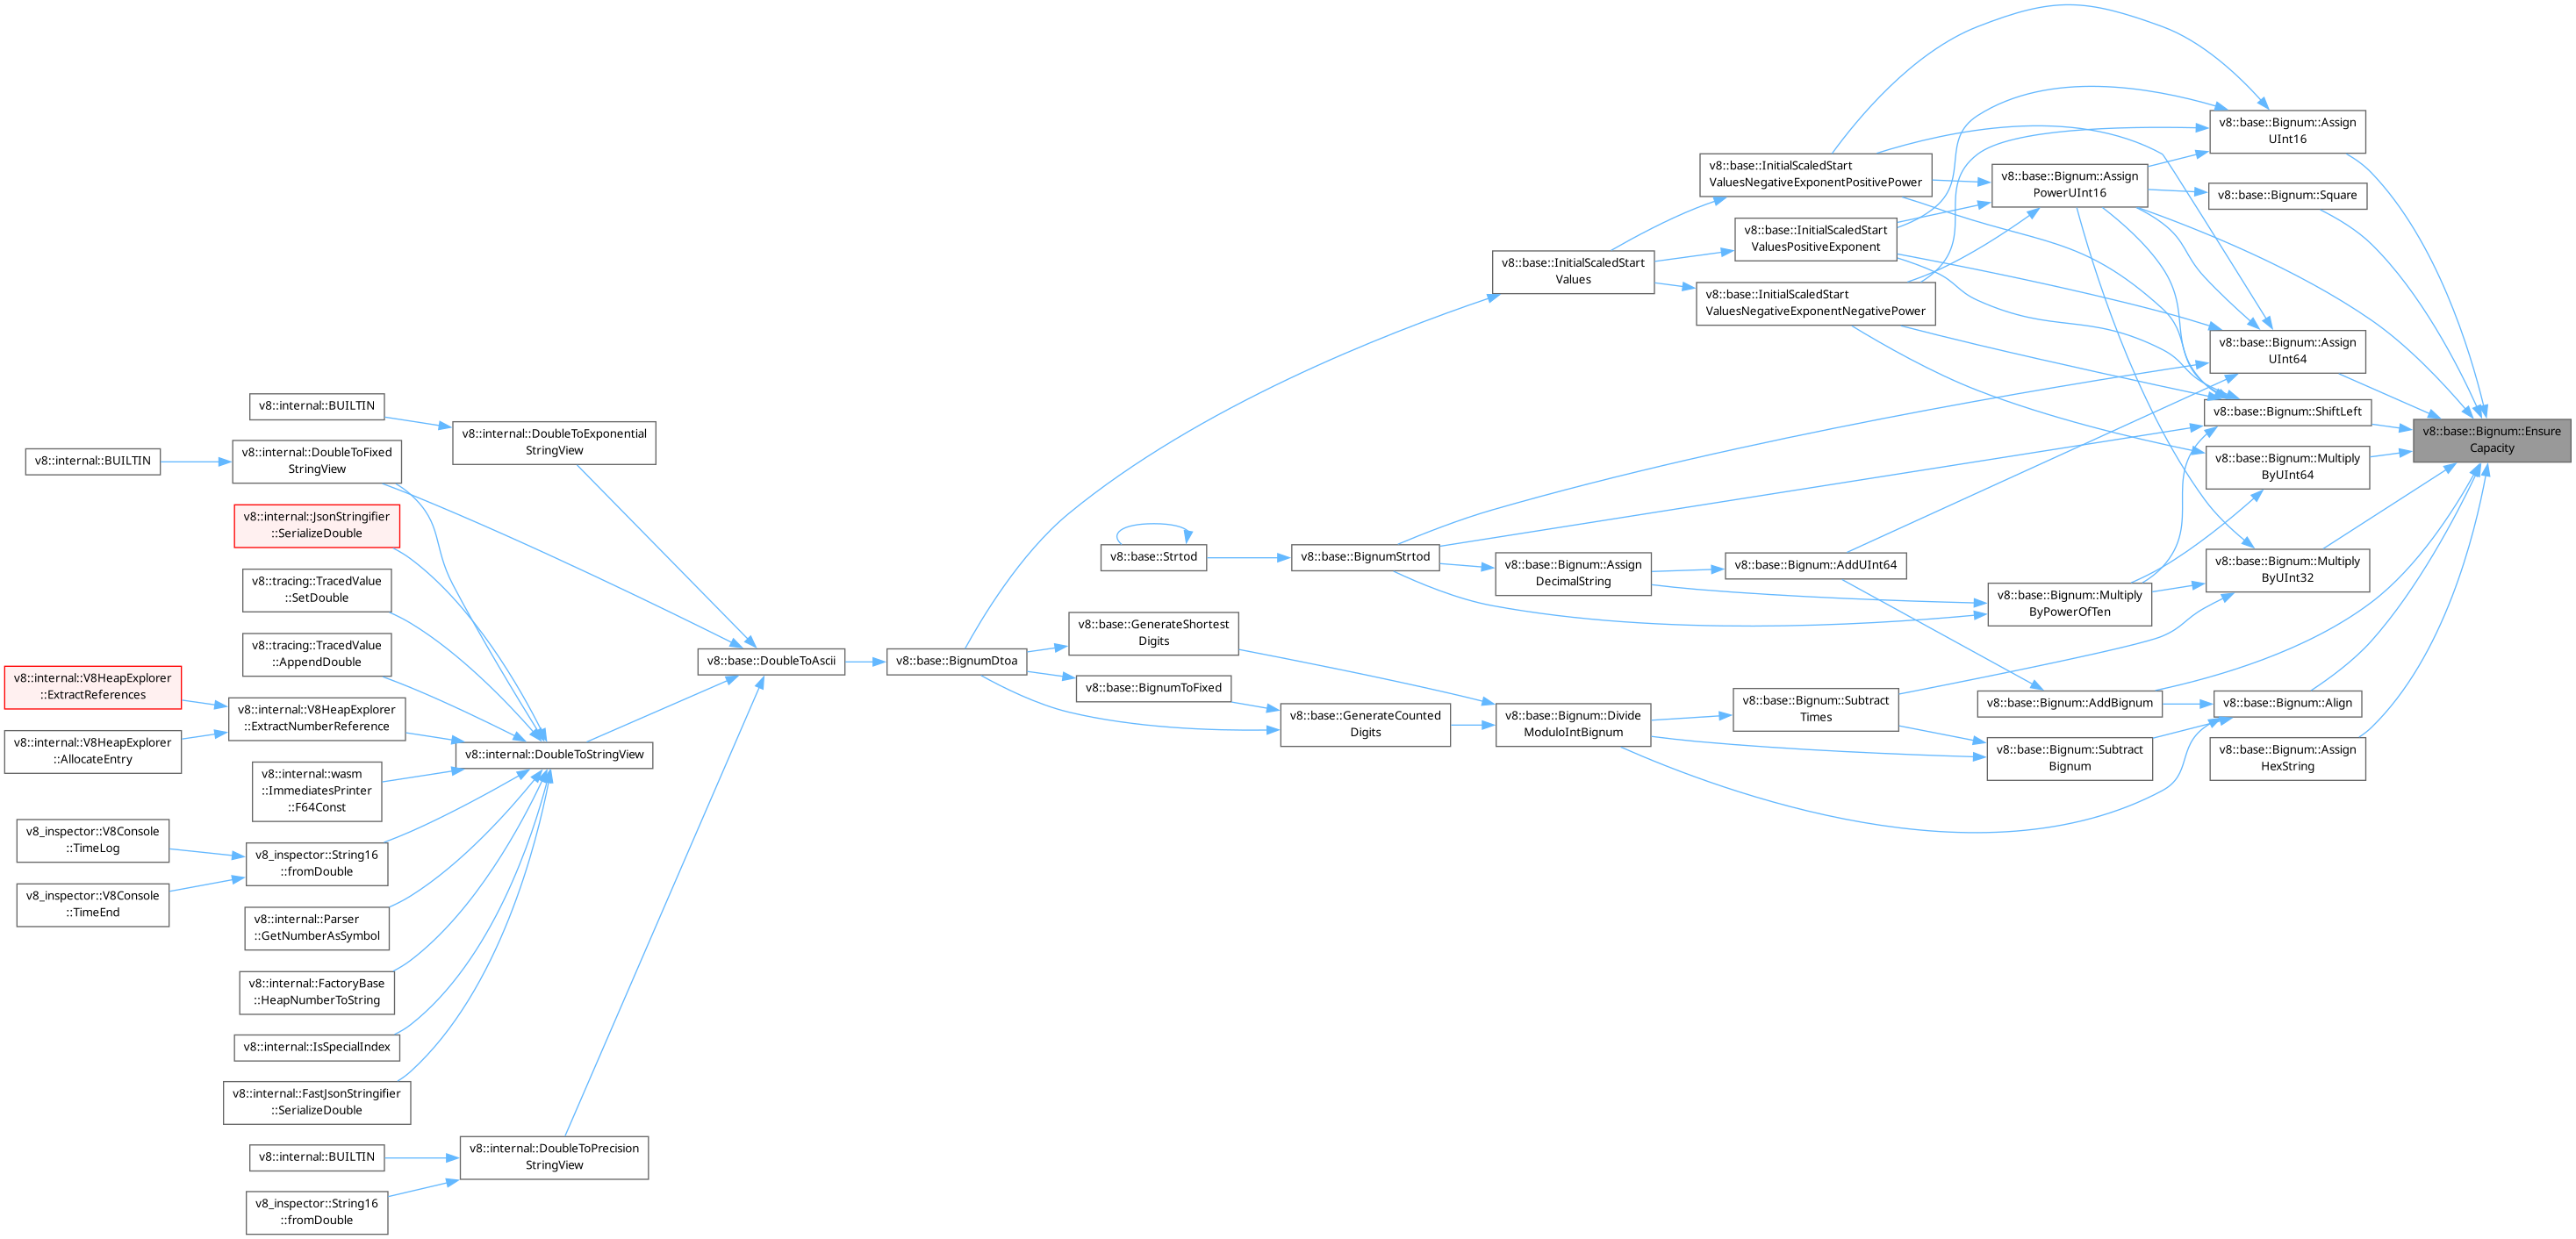 v8::base::Bignum::Ensure
Capacity
v8::base::Bignum::Assign
UInt16
v8::base::Bignum::Square
v8::base::Bignum::Assign
UInt64
v8::base::Bignum::ShiftLeft
v8::base::Bignum::Multiply
ByUInt64
v8::base::Bignum::Multiply
ByUInt32
v8::base::Bignum::Align
v8::base::Bignum::Assign
HexString
v8::base::Bignum::Assign
PowerUInt16
v8::base::Bignum::Multiply
ByPowerOfTen
v8::base::Bignum::AddBignum
v8::base::Bignum::Subtract
Bignum
v8::base::InitialScaledStart
ValuesNegativeExponentPositivePower
v8::base::InitialScaledStart
ValuesPositiveExponent
v8::base::InitialScaledStart
ValuesNegativeExponentNegativePower
v8::base::Bignum::AddUInt64
v8::base::Bignum::Subtract
Times
v8::base::InitialScaledStart
Values
v8::base::Bignum::Assign
DecimalString
v8::base::Bignum::Divide
ModuloIntBignum
v8::base::BignumStrtod
v8::base::GenerateCounted
Digits
v8::base::Strtod
v8::base::GenerateShortest
Digits
v8::base::BignumToFixed
v8::base::BignumDtoa
v8::base::DoubleToAscii
v8::internal::DoubleToExponential
StringView
v8::internal::DoubleToStringView
v8::internal::DoubleToPrecision
StringView
v8::internal::BUILTIN
v8::internal::DoubleToFixed
StringView
v8::internal::BUILTIN
v8::internal::JsonStringifier
::SerializeDouble
v8::tracing::TracedValue
::SetDouble
v8::tracing::TracedValue
::AppendDouble
v8::internal::V8HeapExplorer
::ExtractNumberReference
v8::internal::V8HeapExplorer
::ExtractReferences
v8::internal::V8HeapExplorer
::AllocateEntry
v8::internal::wasm
::ImmediatesPrinter
::F64Const
v8_inspector::String16
::fromDouble
v8_inspector::V8Console
::TimeLog
v8_inspector::V8Console
::TimeEnd
v8::internal::Parser
::GetNumberAsSymbol
v8::internal::FactoryBase
::HeapNumberToString
v8::internal::IsSpecialIndex
v8::internal::FastJsonStringifier
::SerializeDouble
v8::internal::BUILTIN
v8_inspector::String16
::fromDouble